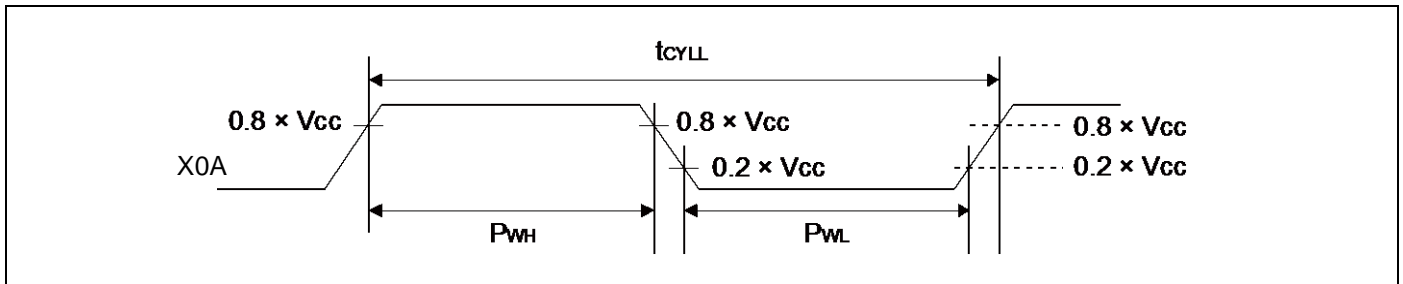 tCYLL
0.8 × Vcc
0.8 × Vcc
0.8 × Vcc
X0A
0.2 × Vcc
0.2 × Vcc
PWH
PWL